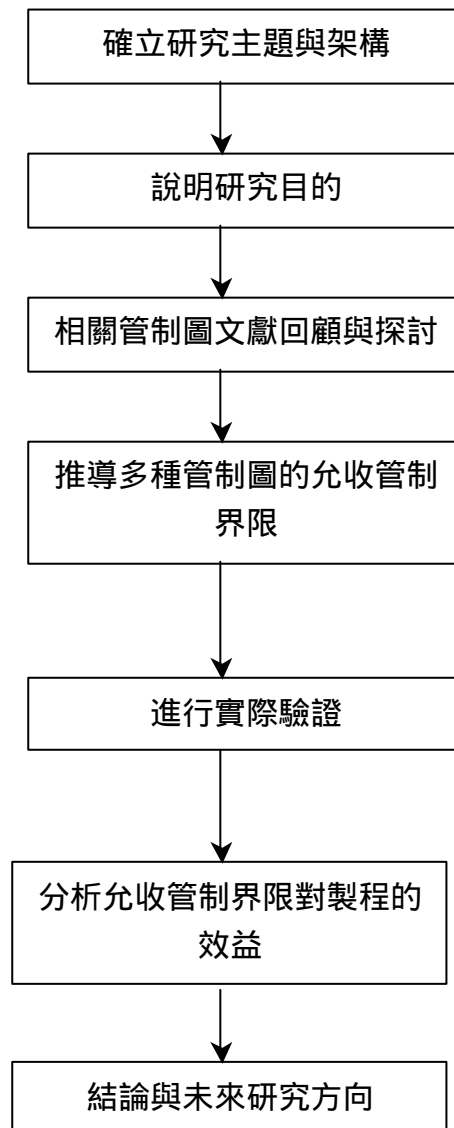 確立研究主題與架構
說明研究目的
相關管制圖文獻回顧與探討
推導多種管制圖的允收管制
界限
進行實際驗證
分析允收管制界限對製程的
效益
結論與未來研究方向